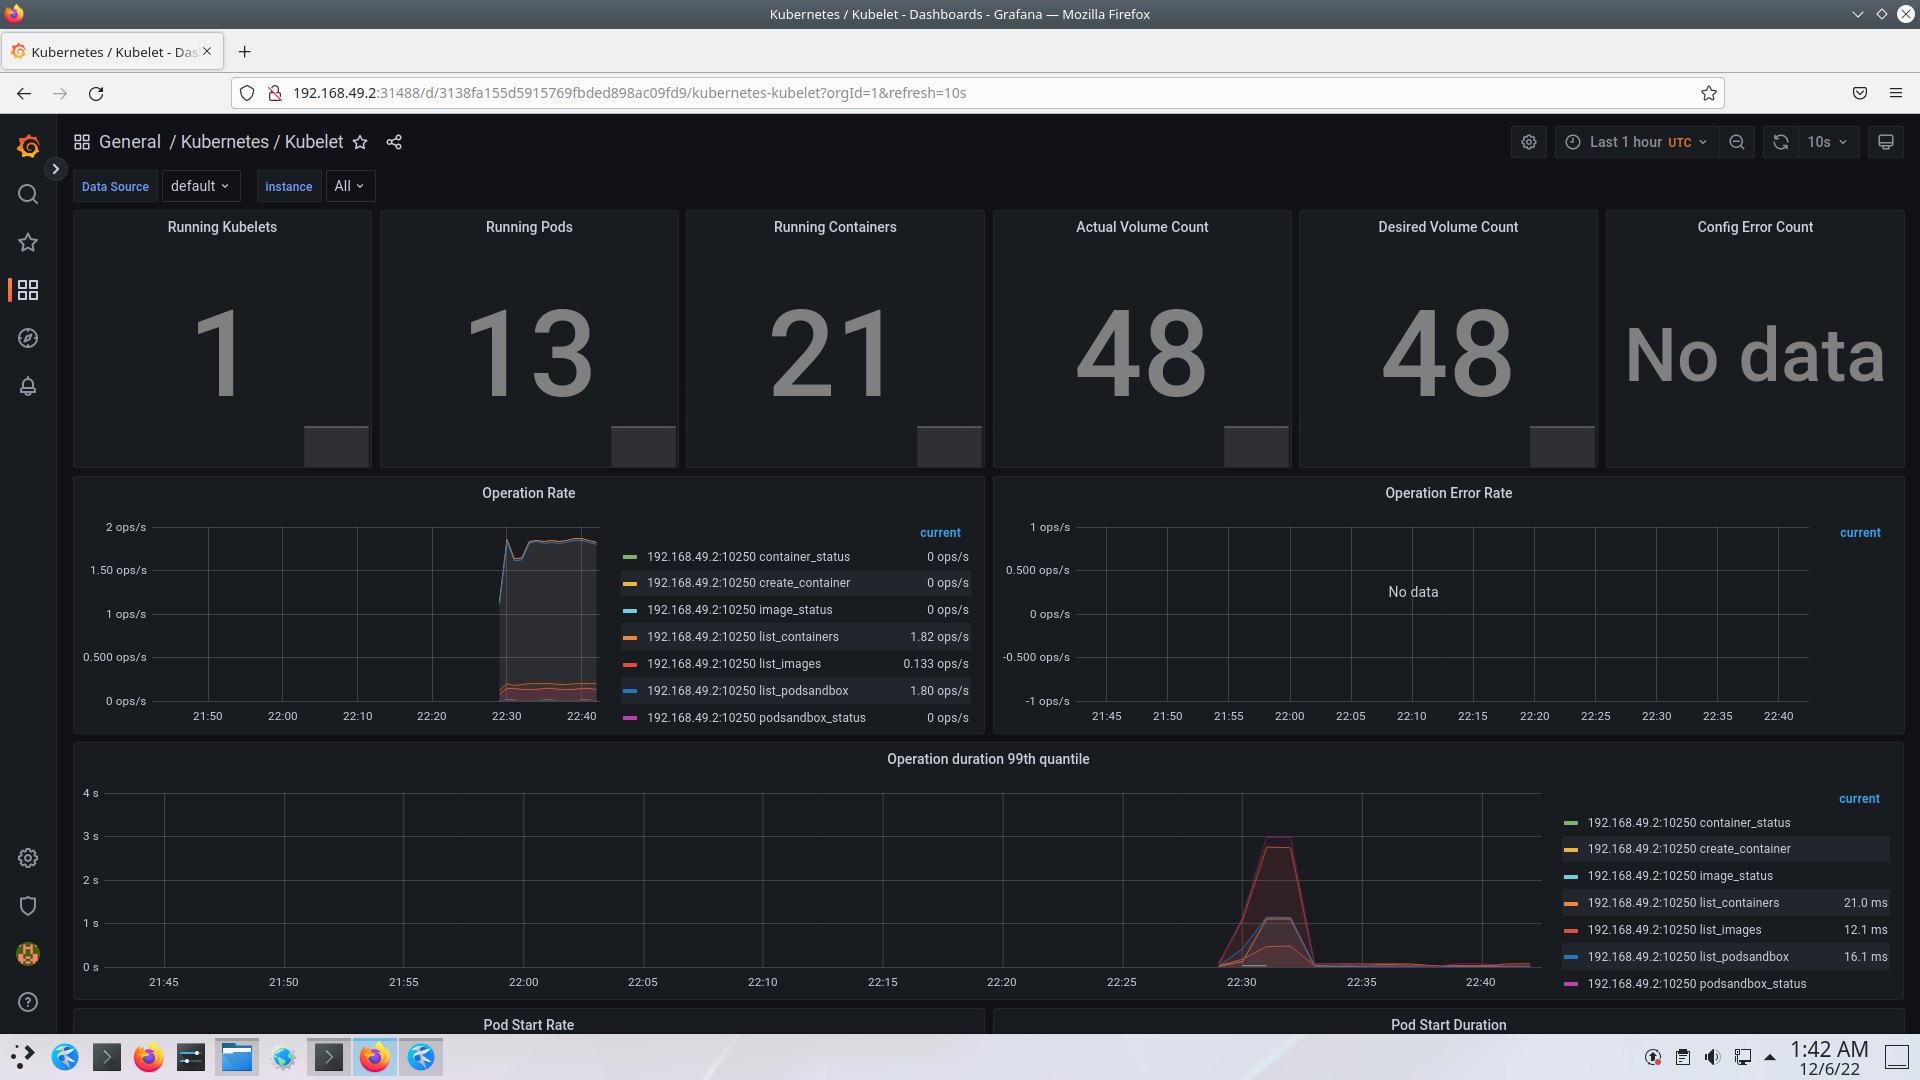 Kubernetes / Kubelet - Dashboards - Grafana — Mozilla Firefox
Kubernetes / Kubelet - Das
192.168.49.2:31488/d/3138fa155d5915769fbded898ac09fd9/kubernetes-kubelet?orgId=1&refresh=10s
General / Kubernetes / Kubelet
Last 1 hour UTC
10s
Data Source default instance All
Running Kubelets
1
Running Pods
13
Running Containers
21
Actual Volume Count
48
Desired Volume Count
48
Config Error Count
No data
Operation Rate
2 ops/s
1.50 ops/s
1 ops/s
0.500 ops/s
0 ops/s
21:50 22:00 22:10 22:20 22:30 22:40
current
192.168.49.2:10250 container_status 0 ops/s
192.168.49.2:10250 create_container 0 ops/s
192.168.49.2:10250 image_status 0 ops/s
192.168.49.2:10250 list_containers 1.82 ops/s
192.168.49.2:10250 list_images 0.133 ops/s
192.168.49.2:10250 list_podsandbox 1.80 ops/s
192.168.49.2:10250 podsandbox_status 0 ops/s
Operation Error Rate
current
1 ops/s
0.500 ops/s
0 ops/s
-0.500 ops/s
-1 ops/s
No data
21:45 21:50 21:55 22:00 22:05 22:10 22:15 22:20 22:25 22:30 22:35 22:40
Operation duration 99th quantile
4 s
3 s
2 s
1 s
0 s
21:45 21:50 21:55 22:00 22:05 22:10 22:15 22:20 22:25 22:30 22:35 22:40
current
192.168.49.2:10250 container_status
192.168.49.2:10250 create_container
192.168.49.2:10250 image_status
192.168.49.2:10250 list_containers 21.0 ms
192.168.49.2:10250 list_images 12.1 ms
192.168.49.2:10250 list_podsandbox 16.1 ms
192.168.49.2:10250 podsandbox_status
Pod Start Rate
Pod Start Duration
1:42 AM
12/6/22